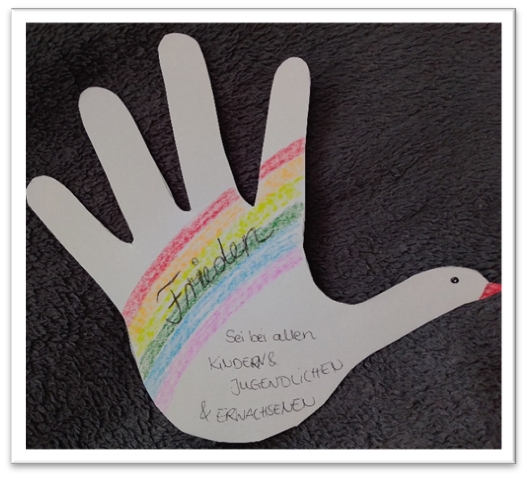 Frieden
Sei bei allen
KINDERN &
JUGENDLICHEN
& ERWACHSENEN